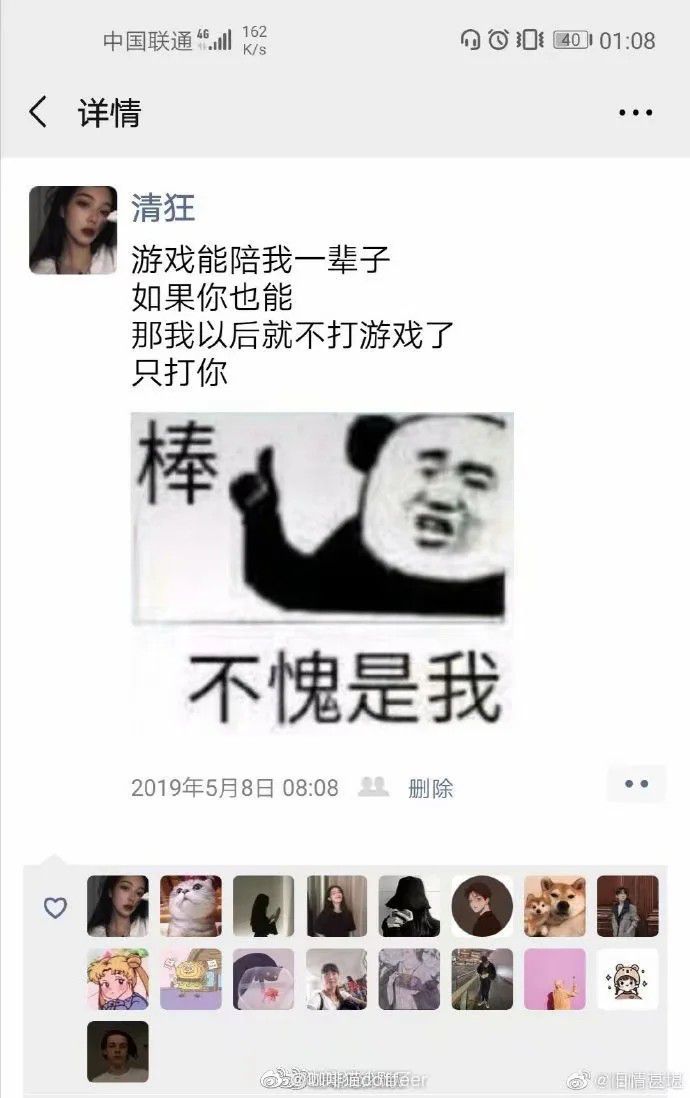 中国联通 4G 162 K/s 40 01:08
详情
清狂
游戏能陪我一辈子
如果你也能
那我以后就不打游戏了
只打你
棒
不愧是我
2019年5月8日 08:08 删除
@旧情甚堪